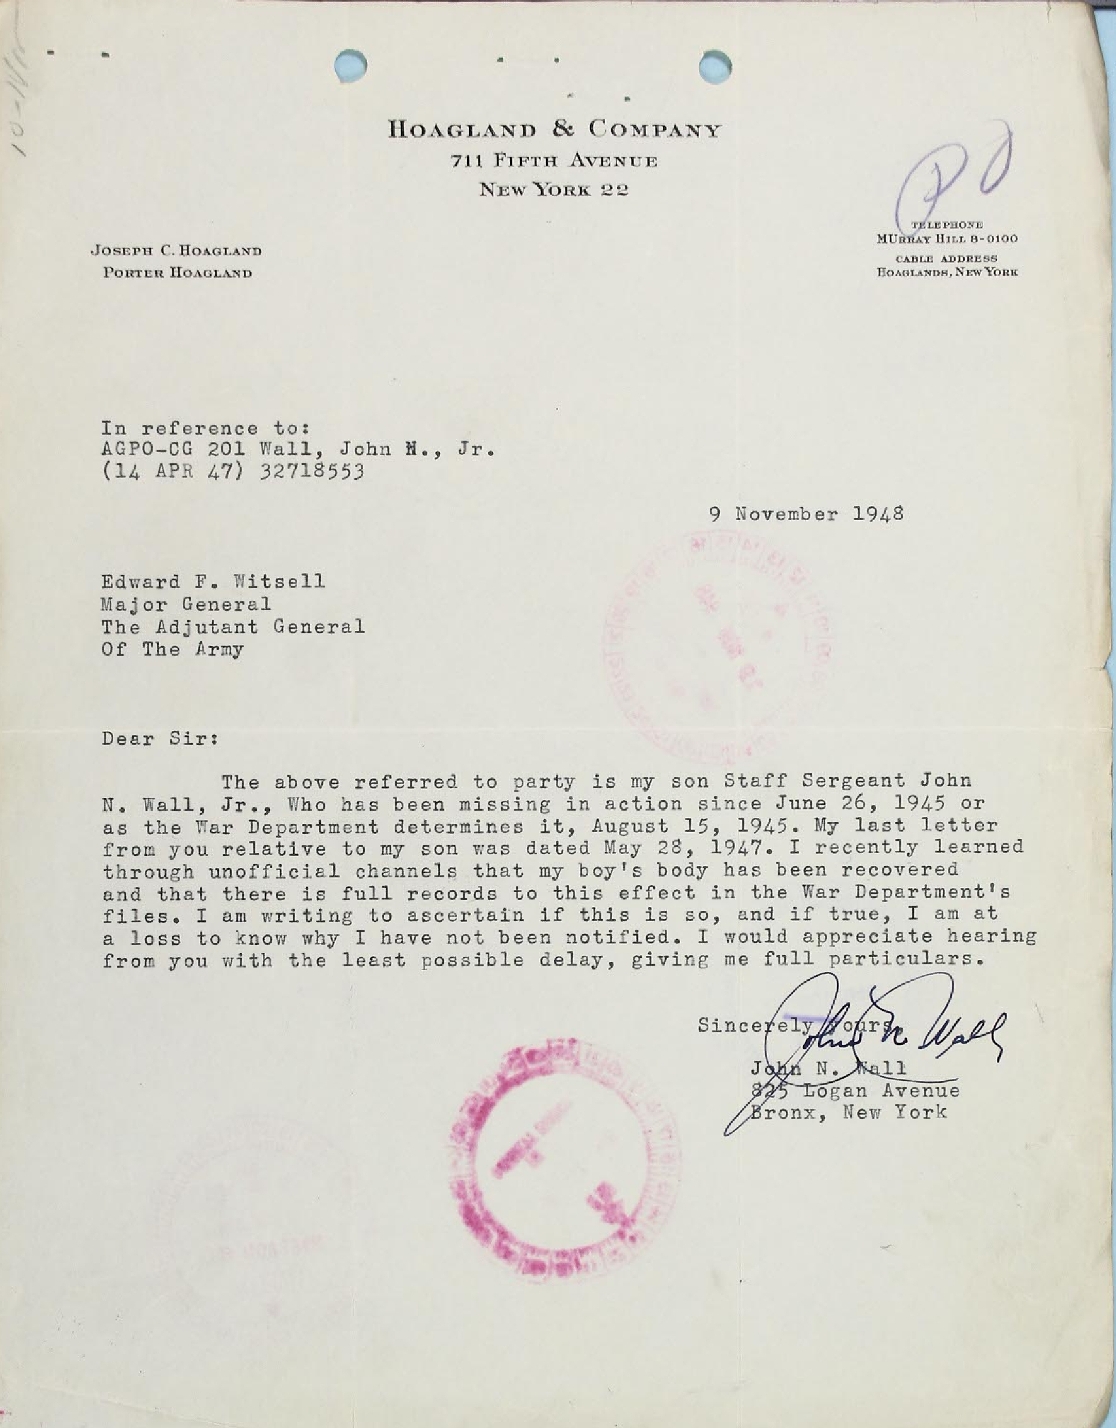 HOAGLAND & COMPANY
711 FIFTH AVENUE
NEW YORK 22
JOSEPH C. HOAGLAND
PORTER HOAGLAND
TELEPHONE
MURRAY HILL 8-0100
CABLE ADDRESS
HOAGLANDS, NEW YORK
In reference to:
AGPO-CG 201 Wall, John N., Jr.
(14 APR 47) 32718553
9 November 1948
Edward F. Witsell
Major General
The Adjutant General
Of The Army
Dear Sir:
The above referred to party is my son Staff Sergeant John
N. Wall, Jr., Who has been missing in action since June 26, 1945 or
as the War Department determines it, August 15, 1945. My last letter
from you relative to my son was dated May 28, 1947. I recently learned
through unofficial channels that my boy's body has been recovered
and that there is full records to this effect in the War Department's
files. I am writing to ascertain if this is so, and if true, I am at
a loss to know why I have not been notified. I would appreciate hearing
from you with the least possible delay, giving me full particulars.
Sincerely Yours
John N. Wall
John N. Wall
825 Logan Avenue
Bronx, New York